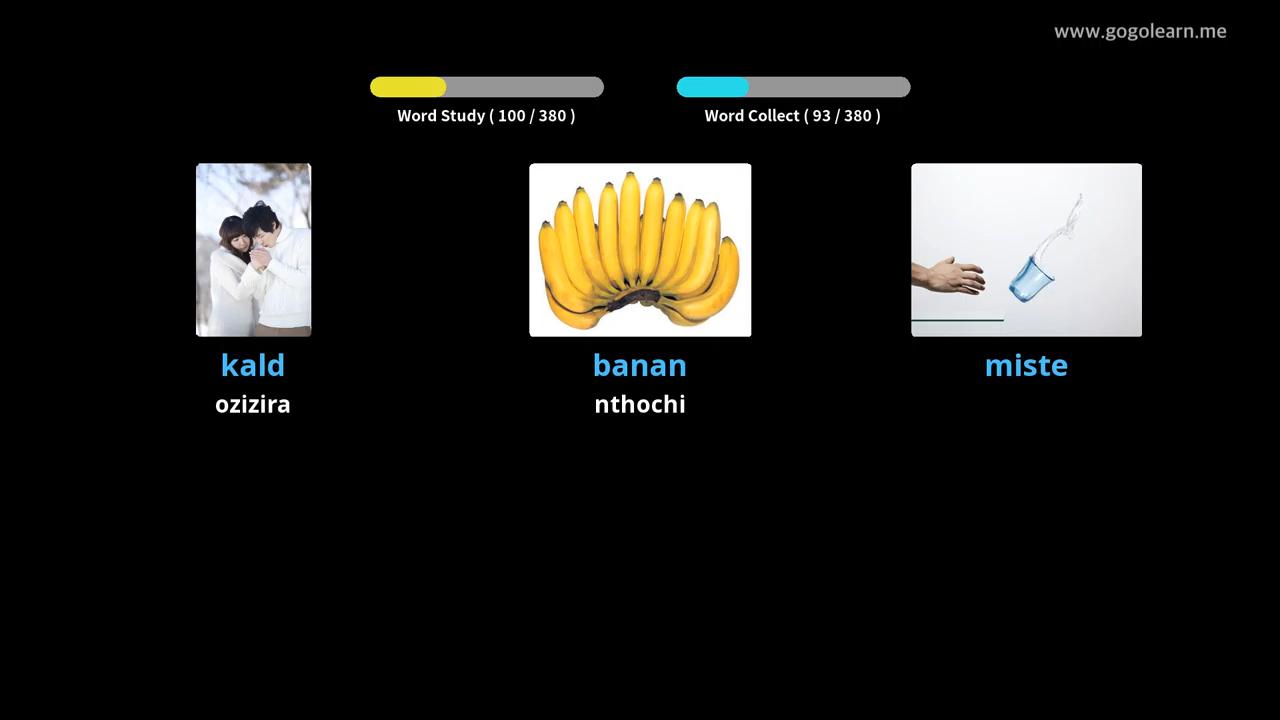 www.gogolearn.me
Word Study ( 100 / 380 )
Word Collect ( 93 / 380 )
kald
ozizira
banan
nthochi
miste